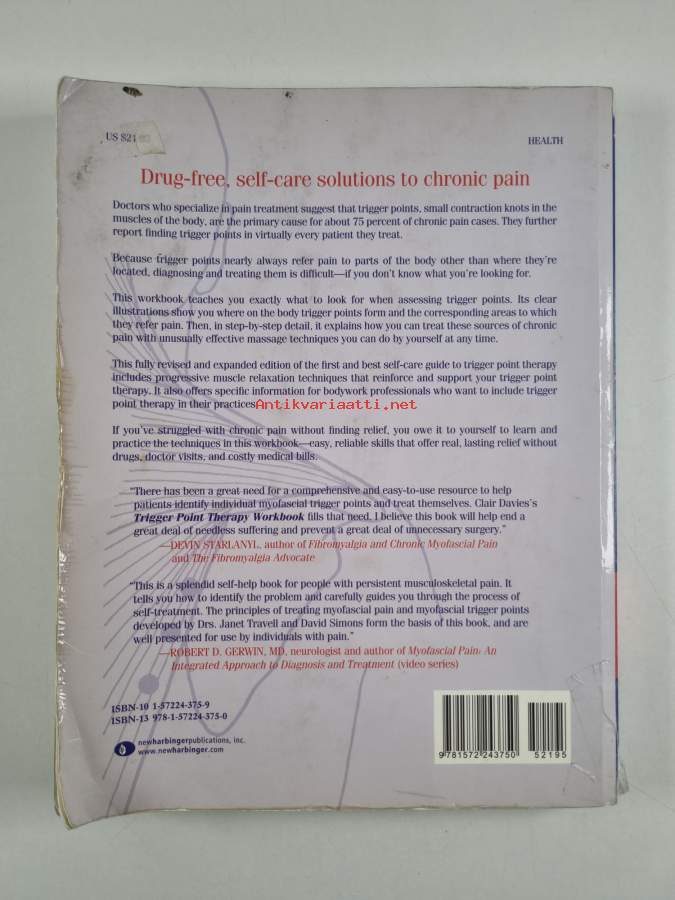 US $21
HEALTH
Drug-free, self-care solutions to chronic pain
Doctors who specialize in pain treatment suggest that trigger points, small contraction knots in the
muscles of the body, are the primary cause for about 75 percent of chronic pain cases. They further
report finding trigger points in virtually every patient they treat.
Because trigger points nearly always refer pain to parts of the body other than where they're
located, diagnosing and treating them is difficult—if you don't know what you're looking for.
This workbook teaches you exactly what to look for when assessing trigger points. Its clear
illustrations show you where on the body trigger points form and the corresponding areas to which
they refer pain. Then, in step-by-step detail, it explains how you can treat these sources of chronic
pain with unusually effective massage techniques you can do by yourself at any time.
This fully revised and expanded edition of the first and best self-care guide to trigger point therapy
includes progressive muscle relaxation techniques that reinforce and support your trigger point
therapy. It also offers specific information for bodywork professionals who want to include trigger
point therapy in their practices
Antikvariaatti.net
If you've struggled with chronic pain without finding relief, you owe it to yourself to learn and
practice the techniques in this workbook—easy, reliable skills that offer real, lasting relief without
drugs, doctor visits, and costly medical bills.
"There has been a great need for a comprehensive and easy-to-use resource to help
patients identify individual myofascial trigger points and treat themselves. Clair Davies's
Trigger Point Therapy Workbook fills that need. I believe this book will help end a
great deal of needless suffering and prevent a great deal of unnecessary surgery."
—DEVIN STARLANYL, author of Fibromyalgia and Chronic Myofascial Pain
and The Fibromyalgia Advocate
"This is a splendid self-help book for people with persistent musculoskeletal pain. It
tells you how to identify the problem and carefully guides you through the process of
self-treatment. The principles of treating myofascial pain and myofascial trigger points
developed by Drs. Janet Travell and David Simons form the basis of this book, and are
well presented for use by individuals with pain."
—ROBERT D. GERWIN, MD, neurologist and author of Myofascial Pain: An
Integrated Approach to Diagnosis and Treatment (video series)
ISBN-10 1-57224-375-9
ISBN-13 978-1-57224-375-0
newharbingerpublications, inc.
www.newharbinger.com
9 781572 243750
52195